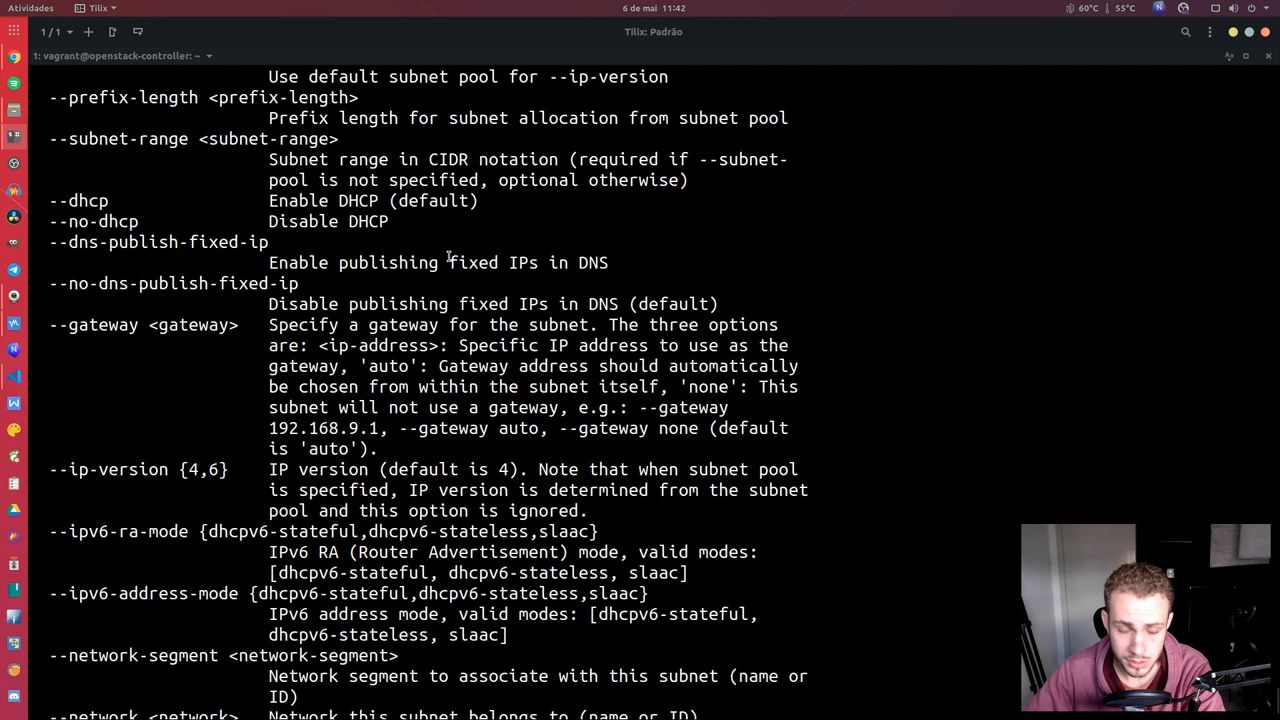 Atividades
Tilix
6 de mai 11:42
60°C
55°C
1 / 1
Tilix: Padrão
1: vagrant@openstack-controller: ~
Use default subnet pool for --ip-version
--prefix-length <prefix-length>
Prefix length for subnet allocation from subnet pool
--subnet-range <subnet-range>
Subnet range in CIDR notation (required if --subnet-
pool is not specified, optional otherwise)
--dhcp Enable DHCP (default)
--no-dhcp Disable DHCP
--dns-publish-fixed-ip
Enable publishing fixed IPs in DNS
--no-dns-publish-fixed-ip
Disable publishing fixed IPs in DNS (default)
--gateway <gateway> Specify a gateway for the subnet. The three options
are: <ip-address>: Specific IP address to use as the
gateway, 'auto': Gateway address should automatically
be chosen from within the subnet itself, 'none': This
subnet will not use a gateway, e.g.: --gateway
192.168.9.1, --gateway auto, --gateway none (default
is 'auto').
--ip-version {4,6} IP version (default is 4). Note that when subnet pool
is specified, IP version is determined from the subnet
pool and this option is ignored.
--ipv6-ra-mode {dhcpv6-stateful,dhcpv6-stateless,slaac}
IPv6 RA (Router Advertisement) mode, valid modes:
[dhcpv6-stateful, dhcpv6-stateless, slaac]
--ipv6-address-mode {dhcpv6-stateful,dhcpv6-stateless,slaac}
IPv6 address mode, valid modes: [dhcpv6-stateful,
dhcpv6-stateless, slaac]
--network-segment <network-segment>
Network segment to associate with this subnet (name or
ID)
--network <network> Network this subnet belongs to (name or ID)